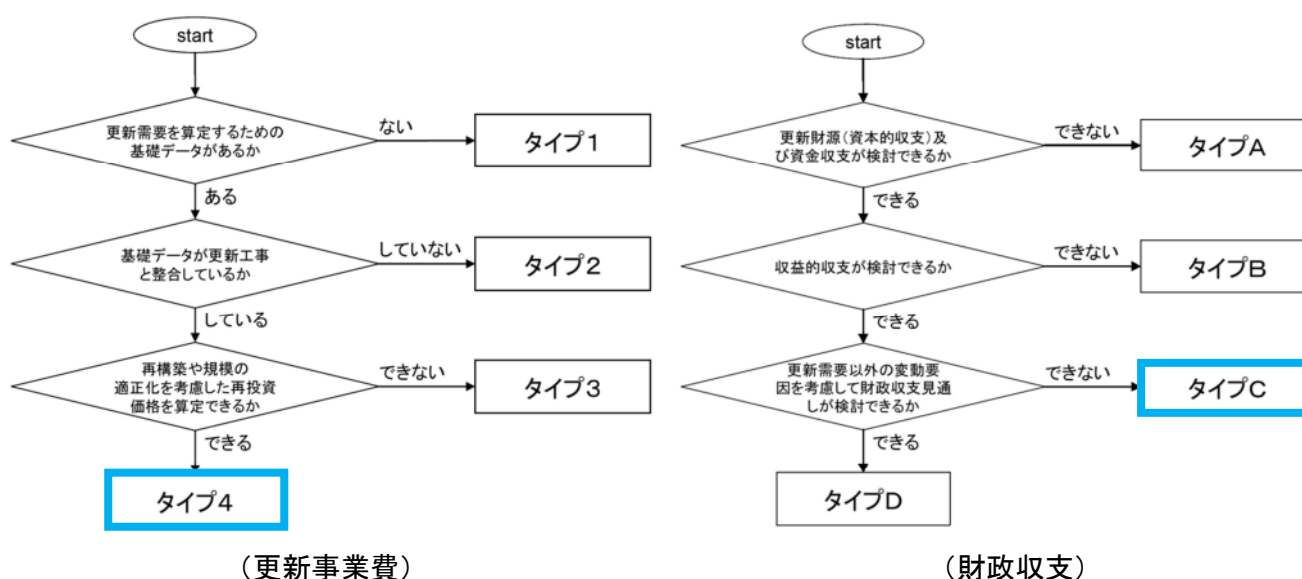 start
更新需要を算定するための
基礎データがあるか
ない
タイプ1
ある
基礎データが更新工事
と整合しているか
していない
タイプ2
している
再構築や規模の
適正化を考慮した再投資
価格を算定できるか
できない
タイプ3
できる
タイプ4
(更新事業費)
start
更新財源(資本的収支)及
び資金収支が検討できるか
できない
タイプA
できる
収益的収支が検討できるか
できない
タイプB
できる
更新需要以外の変動要
因を考慮して財政収支見通
しが検討できるか
できない
タイプC
できる
タイプD
(財政収支)